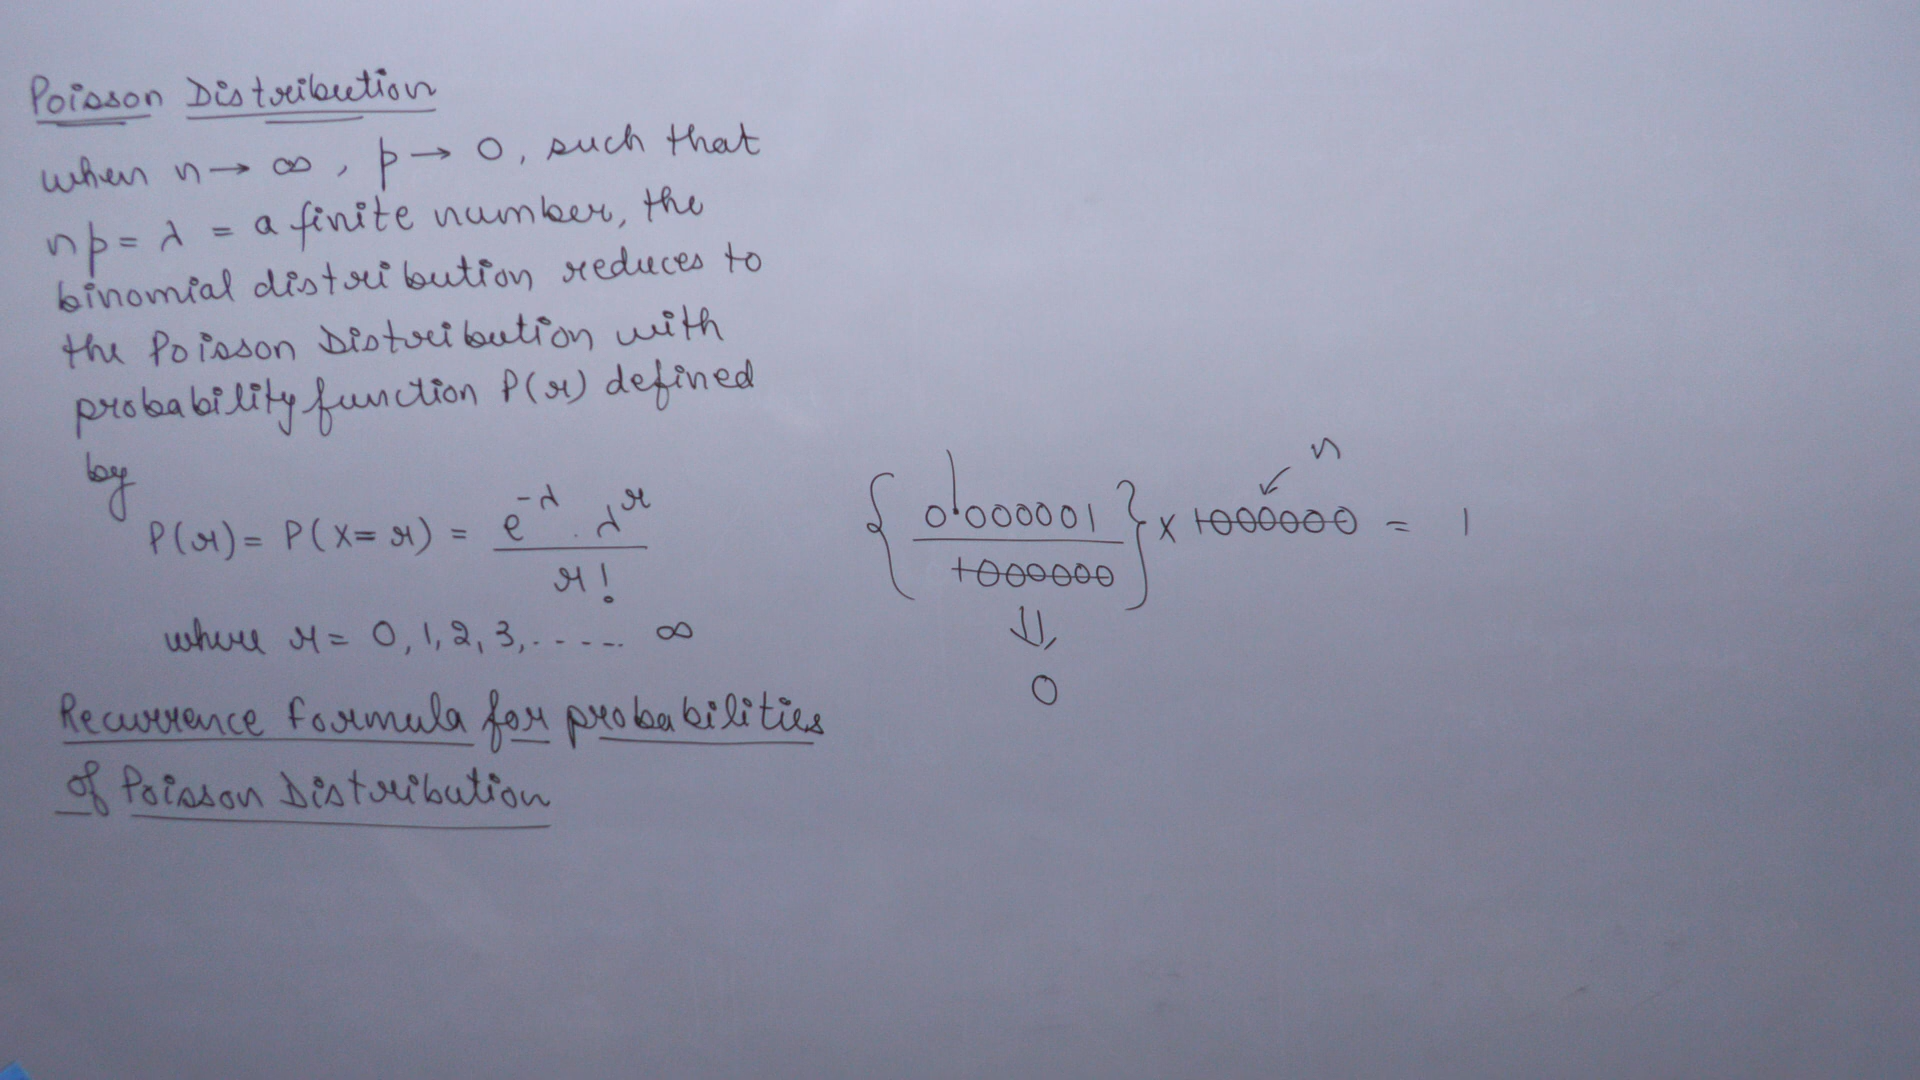 Poisson Distribution
when n → ∞, p → 0, such that
np = λ = a finite number, the
binomial distribution reduces to
the Poisson Distribution with
probability function P(r) defined
by
P(r) = P(X = r) = e^-λ . λ^r / r!
where r = 0, 1, 2, 3, ------ ∞
Recurrence formula for probabilities
of Poisson Distribution
n
{ 0.000001 / 1000000 } × 1000000 = 1
⇓
0